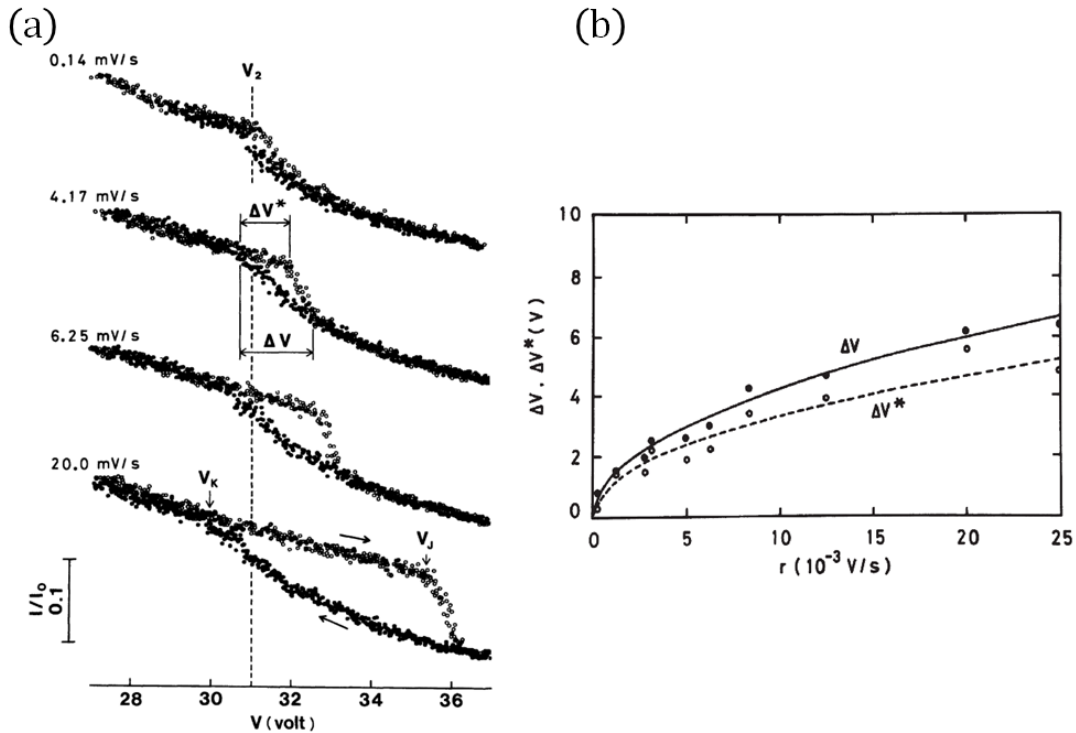 (a)
0.14 mV/s
V₂
4.17 mV/s
ΔV*
ΔV
6.25 mV/s
20.0 mV/s
V_K
V_J
I/I₀
0.1
28 30 32 34 36
V (volt)
(b)
10
8
6
4
2
0
ΔV, ΔV* (V)
ΔV
ΔV*
0 5 10 15 20 25
r (10⁻³ V/s)